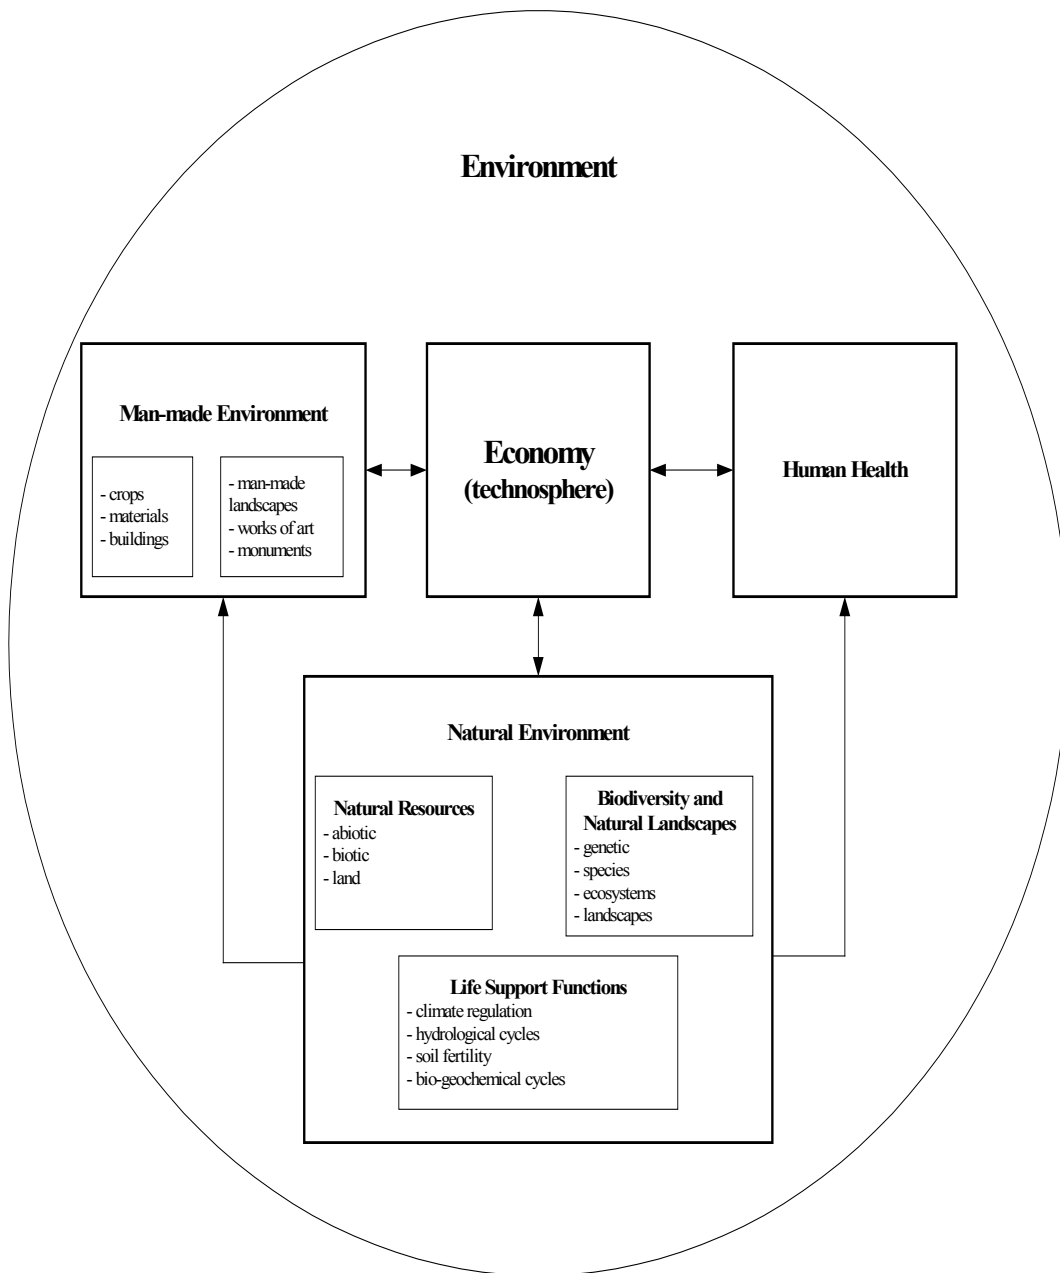 Environment
Man-made Environment
- crops
- materials
- buildings
- man-made
landscapes
- works of art
- monuments
Economy
(technosphere)
Human Health
Natural Environment
Natural Resources
- abiotic
- biotic
- land
Biodiversity and
Natural Landscapes
- genetic
- species
- ecosystems
- landscapes
Life Support Functions
- climate regulation
- hydrological cycles
- soil fertility
- bio-geochemical cycles